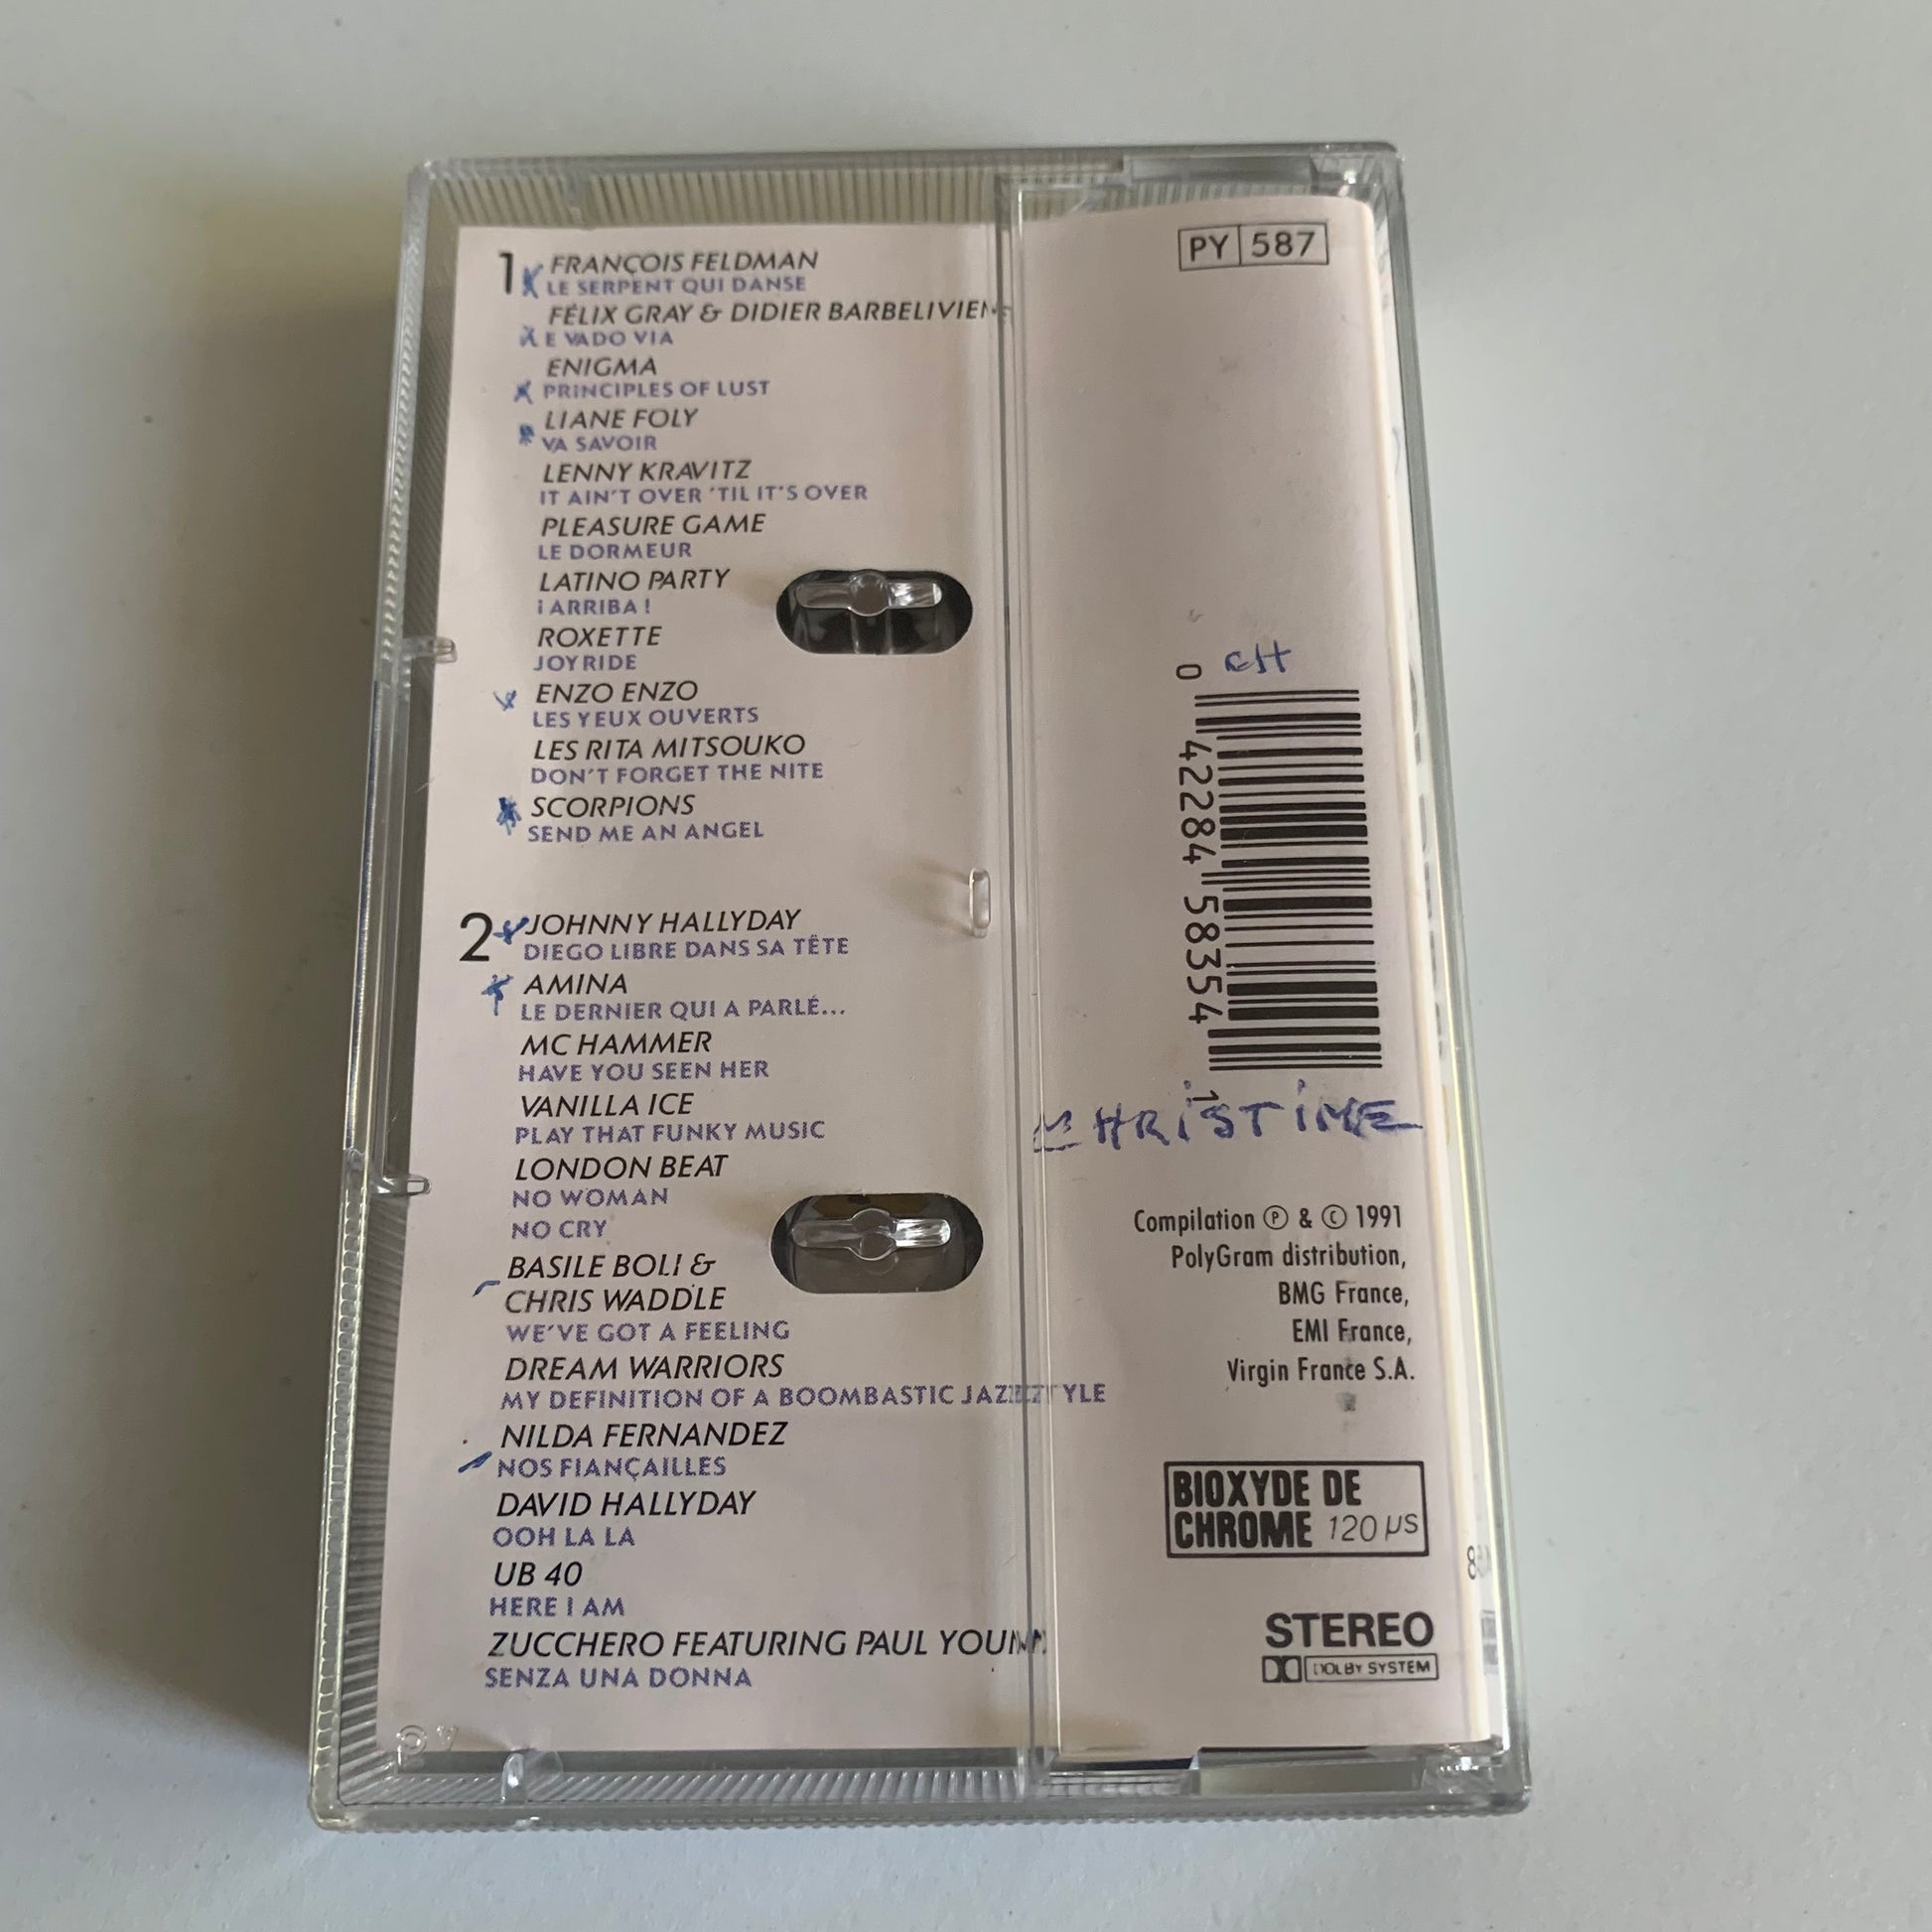 1 FRANÇOIS FELDMAN
LE SERPENT QUI DANSE
FÉLIX GRAY & DIDIER BARBELIVIEN
E VADO VIA
ENIGMA
PRINCIPLES OF LUST
LIANE FOLY
VA SAVOIR
LENNY KRAVITZ
IT AIN'T OVER 'TIL IT'S OVER
PLEASURE GAME
LE DORMEUR
LATINO PARTY
¡ARRIBA!
ROXETTE
JOYRIDE
ENZO ENZO
LES YEUX OUVERTS
LES RITA MITSOUKO
DON'T FORGET THE NITE
SCORPIONS
SEND ME AN ANGEL
2 JOHNNY HALLYDAY
DIEGO LIBRE DANS SA TÊTE
AMINA
LE DERNIER QUI A PARLÉ...
MC HAMMER
HAVE YOU SEEN HER
VANILLA ICE
PLAY THAT FUNKY MUSIC
LONDON BEAT
NO WOMAN
NO CRY
BASILE BOLI &
CHRIS WADDLE
WE'VE GOT A FEELING
DREAM WARRIORS
MY DEFINITION OF A BOOMBASTIC
NILDA FERNANDEZ
NOS FIANÇAILLES
DAVID HALLYDAY
OOH LA LA
UB 40
HERE I AM
ZUCCHERO FEATURING PAUL
SENZA UNA DONNA
PY 587
CH
0 42284 58354 1
CHRISTINE
Compilation ℗ & © 1991
PolyGram distribution,
BMG France,
EMI France,
Virgin France S.A.
BIOXYDE DE
CHROME 120 µs
STEREO
DOLBY SYSTEM